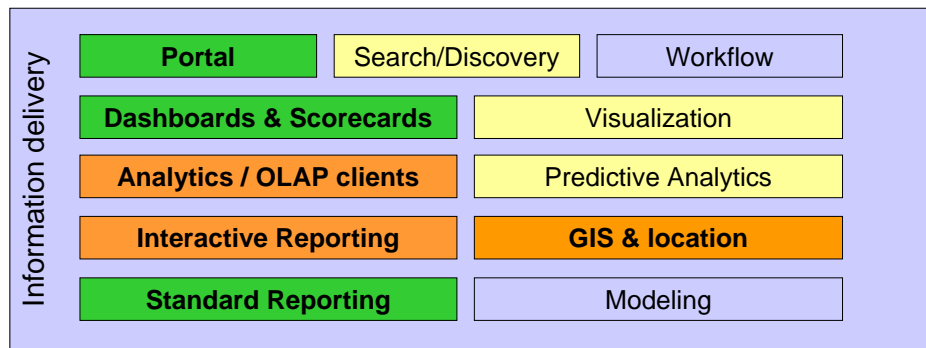 Information delivery
Portal
Search/Discovery
Workflow
Dashboards & Scorecards
Visualization
Analytics / OLAP clients
Predictive Analytics
Interactive Reporting
GIS & location
Standard Reporting
Modeling